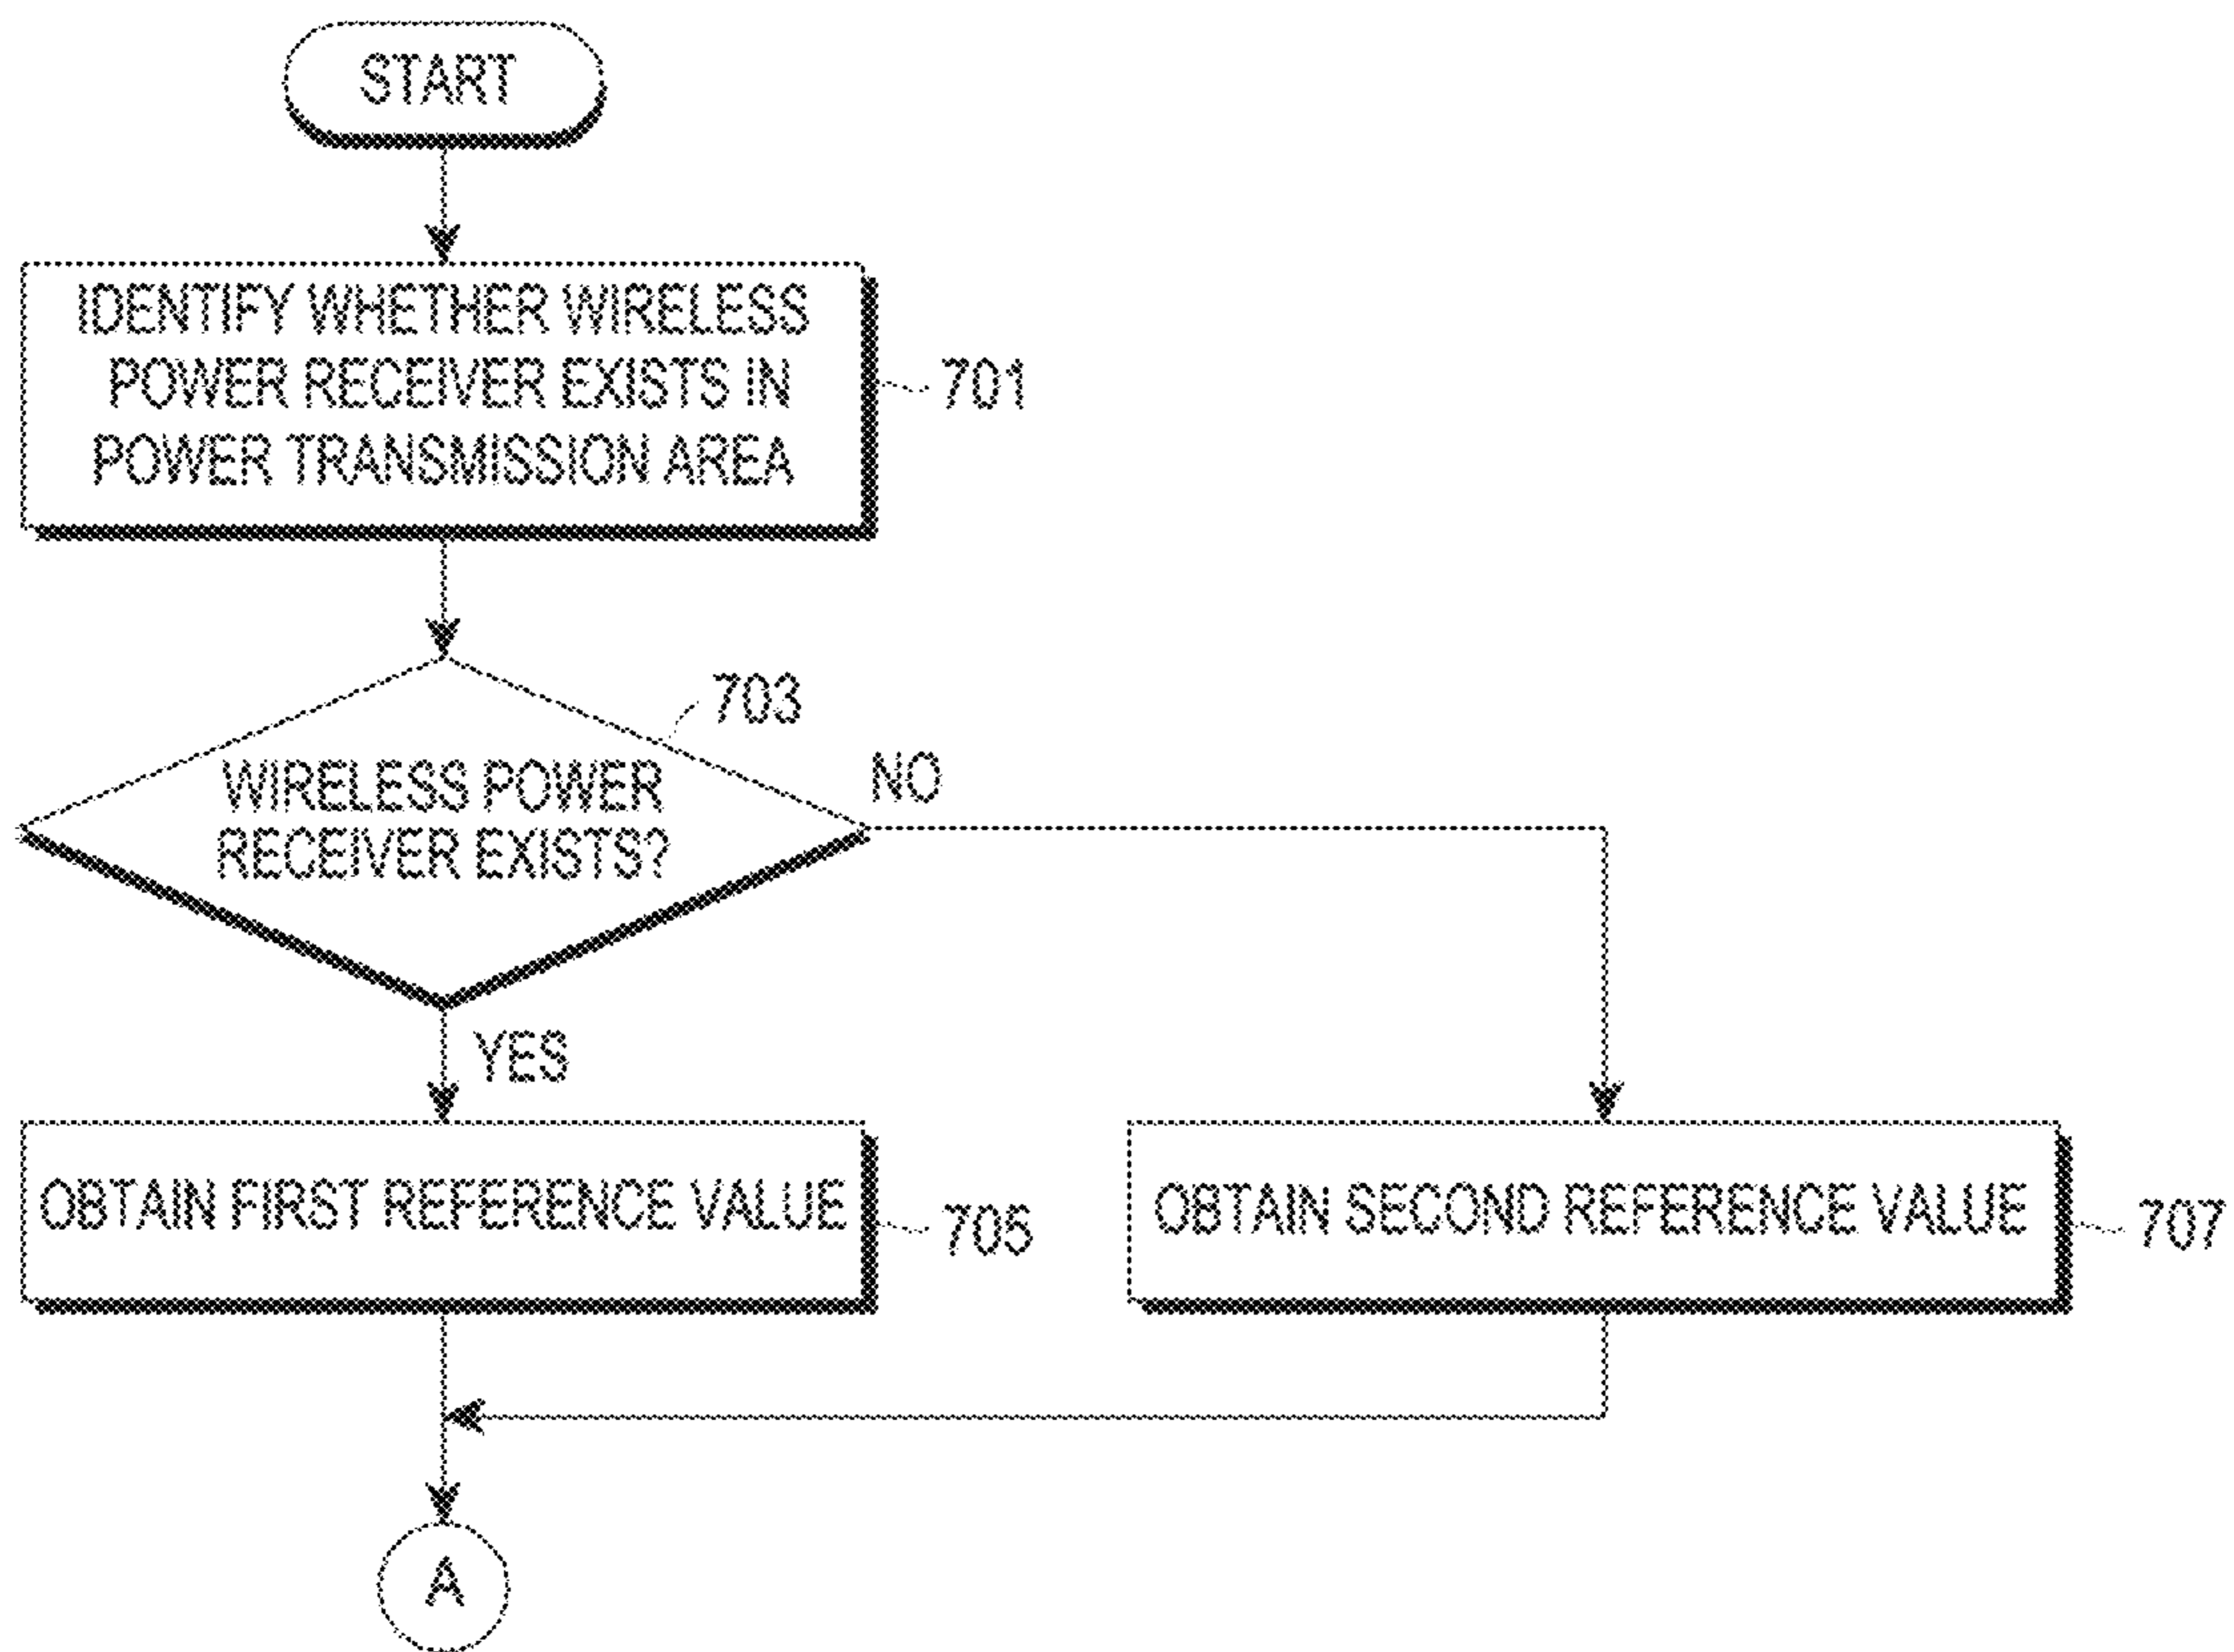 START
IDENTIFY WHETHER WIRELESS
POWER RECEIVER EXISTS IN
POWER TRANSMISSION AREA
701
703
WIRELESS POWER
RECEIVER EXISTS?
NO
YES
OBTAIN FIRST REFERENCE VALUE
705
OBTAIN SECOND REFERENCE VALUE
707
A